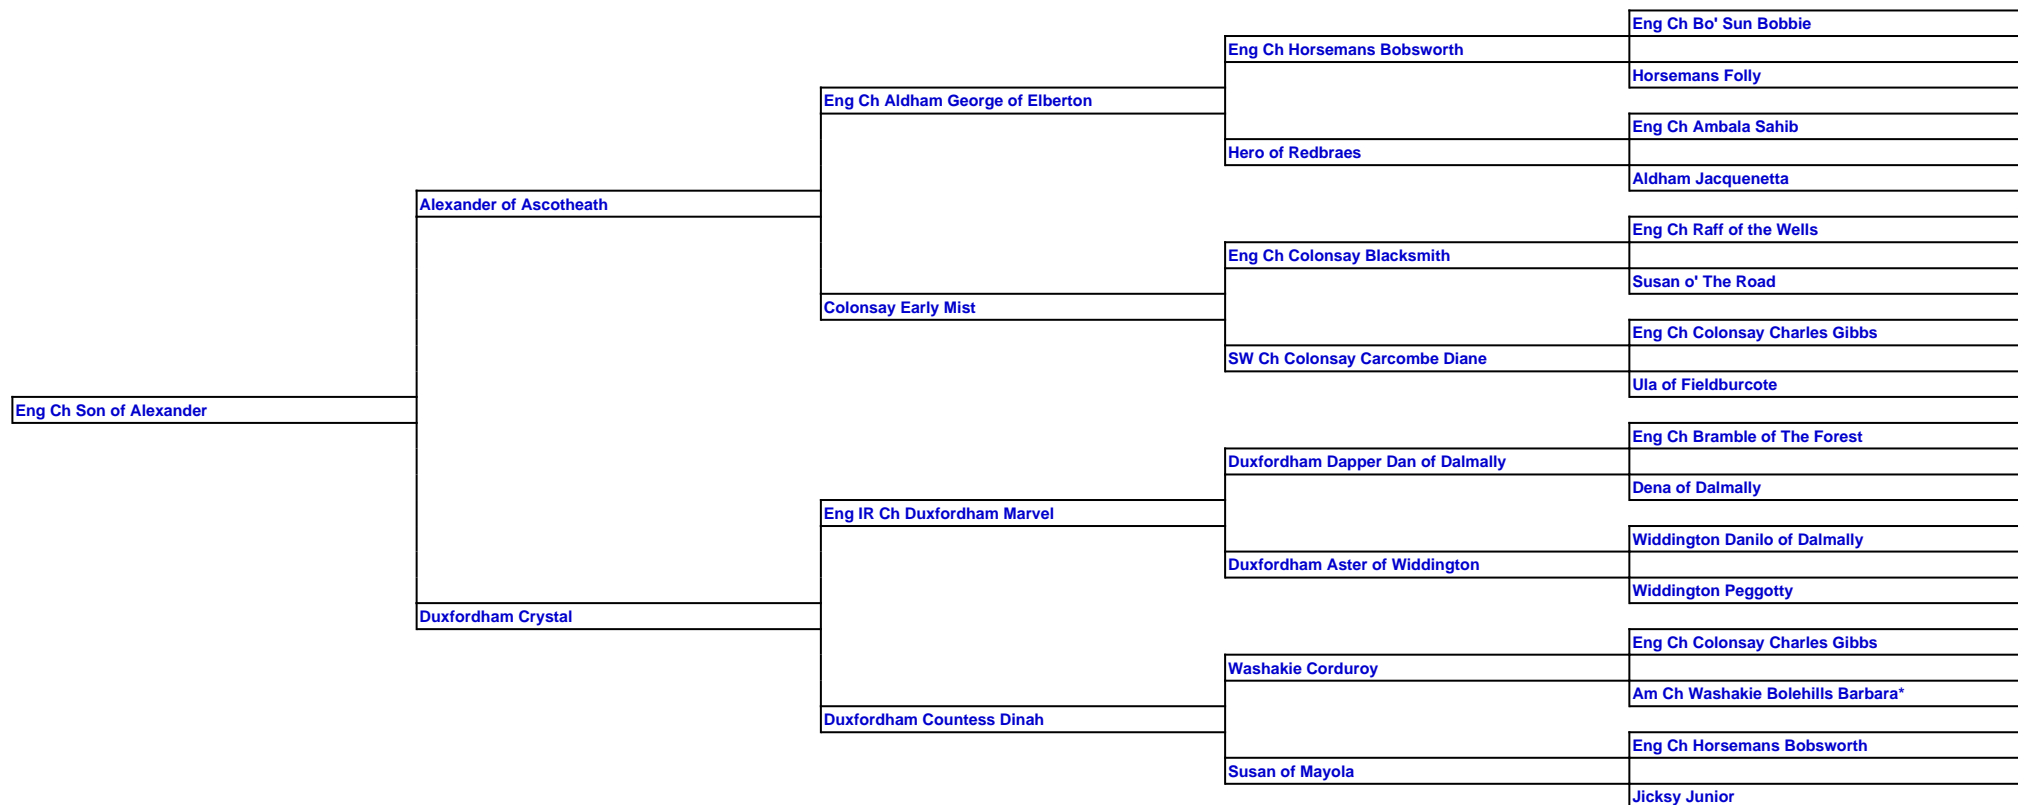 Eng Ch Bo' Sun Bobbie
Eng Ch Horsemans Bobsworth
Horsemans Folly
Eng Ch Aldham George of Elberton
Eng Ch Ambala Sahib
Hero of Redbraes
Aldham Jacquenetta
Alexander of Ascotheath
Eng Ch Raff of the Wells
Eng Ch Colonsay Blacksmith
Susan o' The Road
Colonsay Early Mist
Eng Ch Colonsay Charles Gibbs
SW Ch Colonsay Carcombe Diane
Ula of Fieldburcote
Eng Ch Son of Alexander
Eng Ch Bramble of The Forest
Duxfordham Dapper Dan of Dalmally
Dena of Dalmally
Eng IR Ch Duxfordham Marvel
Widdington Danilo of Dalmally
Duxfordham Aster of Widdington
Widdington Peggotty
Duxfordham Crystal
Eng Ch Colonsay Charles Gibbs
Washakie Corduroy
Am Ch Washakie Bolehills Barbara*
Duxfordham Countess Dinah
Eng Ch Horsemans Bobsworth
Susan of Mayola
Jicksy Junior